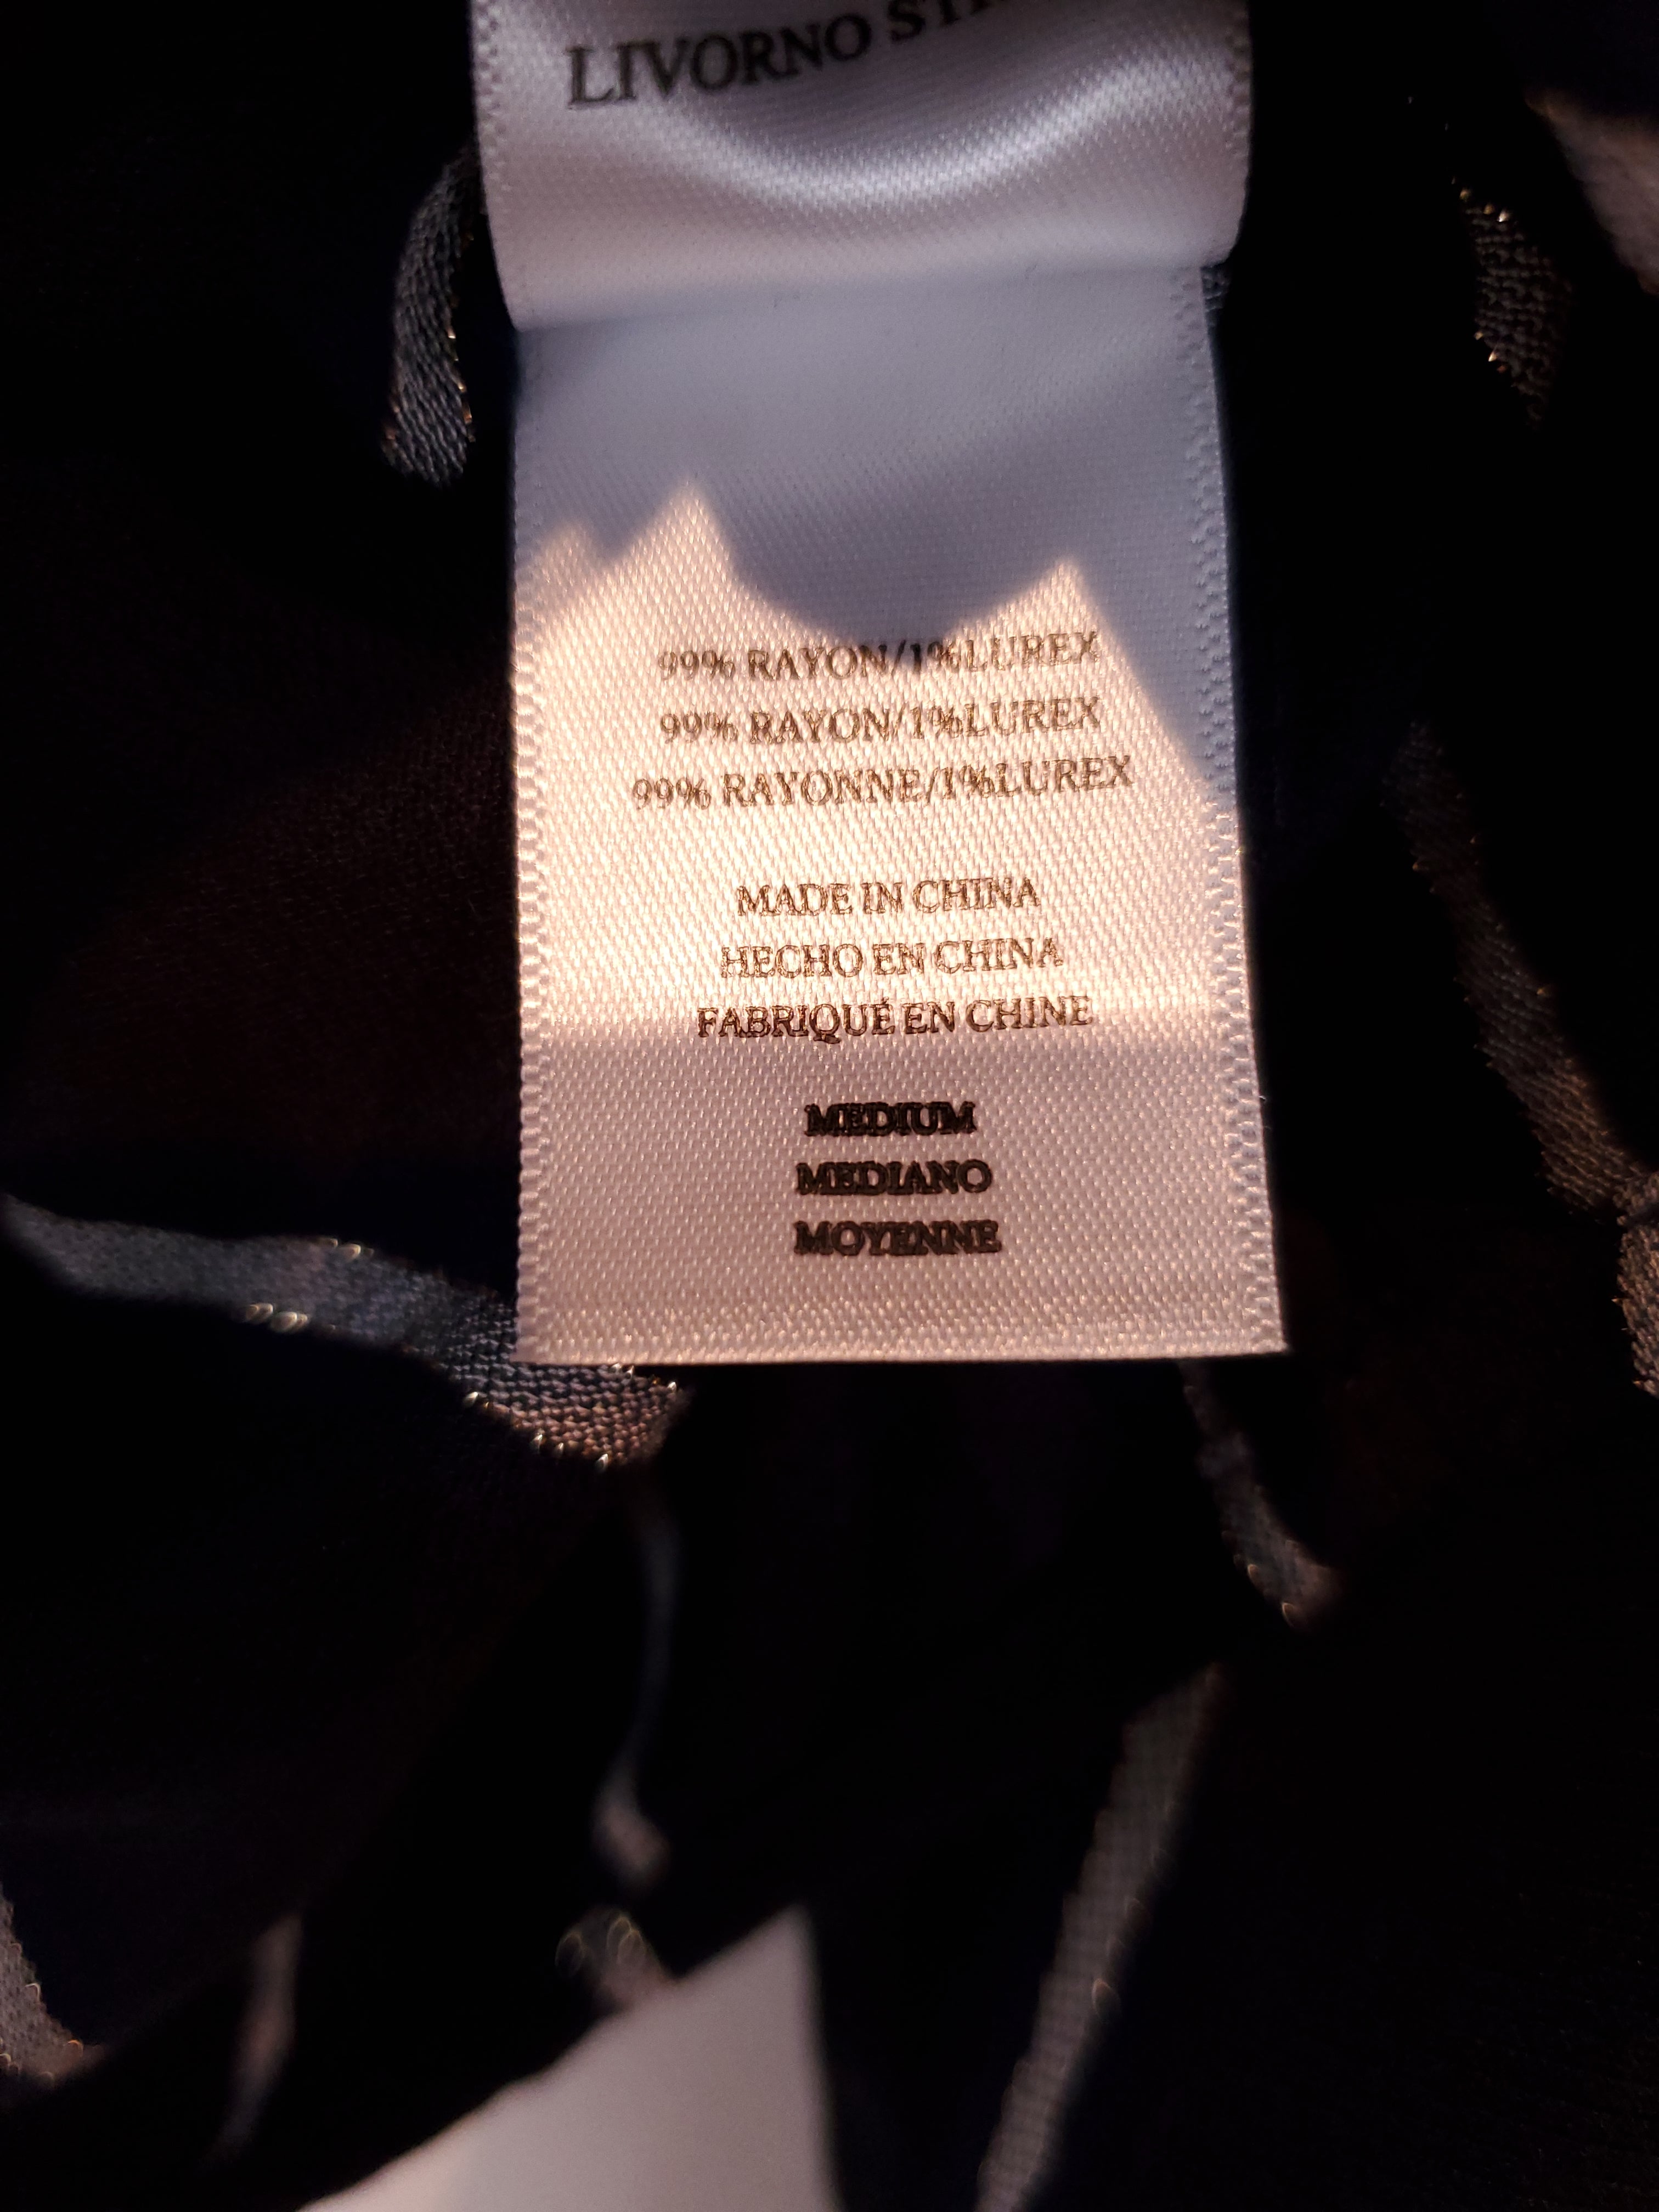 LIVORNO
99% RAYON/1%LUREX
99% RAYON/1%LUREX
99% RAYONNE/1%LUREX
MADE IN CHINA
HECHO EN CHINA
FABRIQUÉ EN CHINE
MEDIUM
MEDIANO
MOYENNE